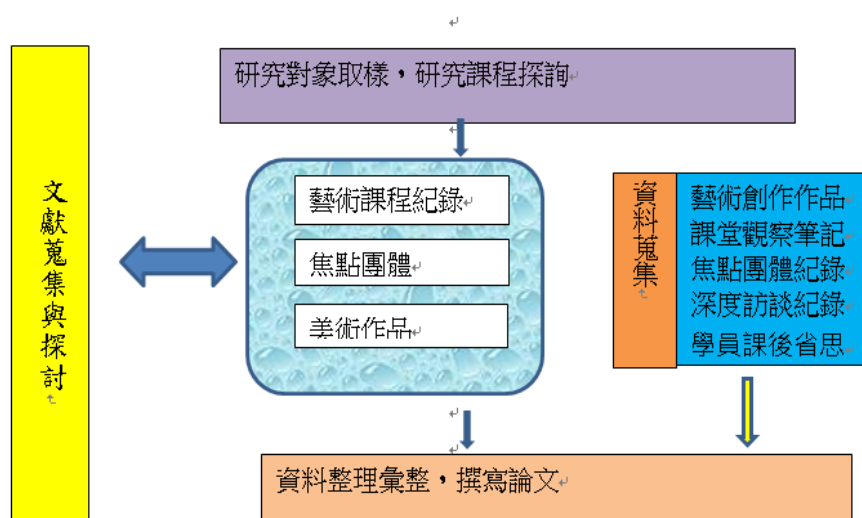 研究對象取樣，研究課程探詢
文獻蒐集與探討
藝術課程紀錄
焦點團體
美術作品
資料蒐集
藝術創作作品
課堂觀察筆記
焦點團體紀錄
深度訪談紀錄
學員課後省思
資料整理彙整，撰寫論文